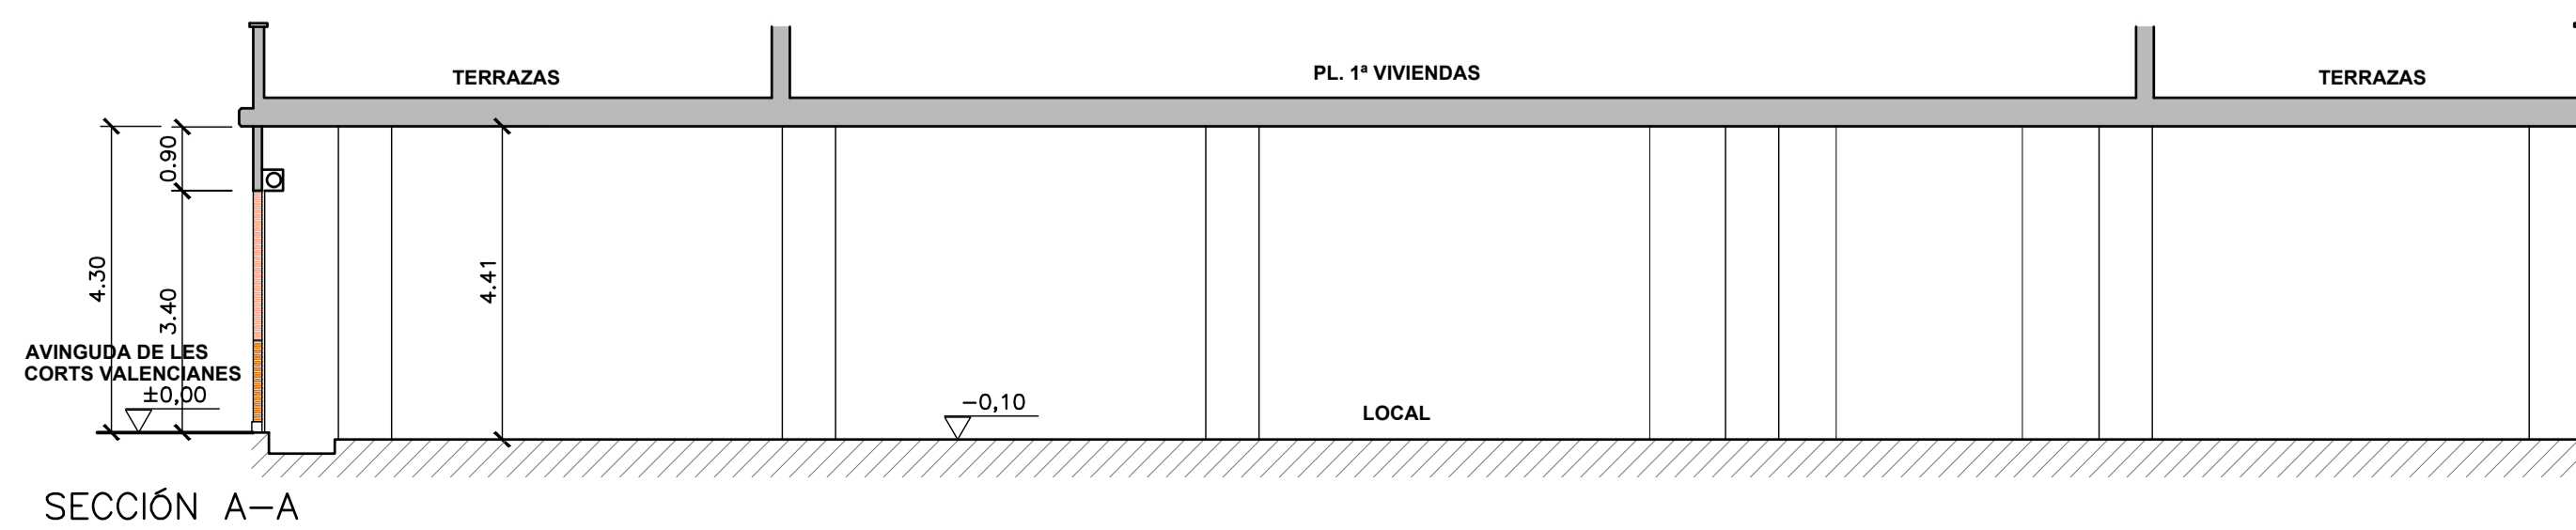 TERRAZAS
PL. 1ª VIVIENDAS
TERRAZAS
0.90
4.30
3.40
4.41
AVINGUDA DE LES
CORTS VALENCIANES
±0,00
-0,10
LOCAL
SECCIÓN A-A